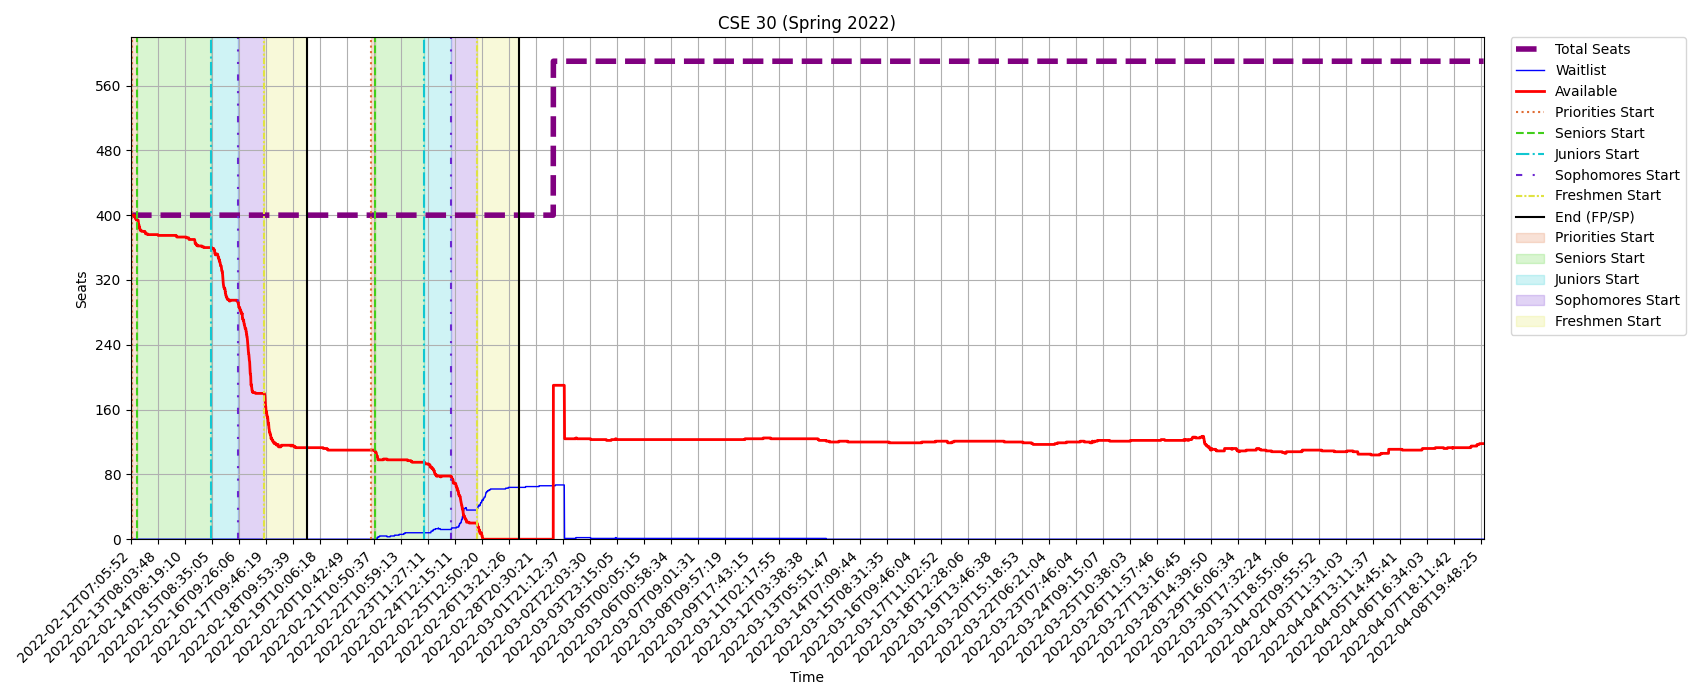 CSE 30 (Spring 2022)
Seats
560
480
400
320
240
160
80
0
2022-02-12T07:05:52
2022-02-13T08:03:48
2022-02-14T08:19:10
2022-02-15T08:35:05
2022-02-16T09:26:06
2022-02-17T09:46:19
2022-02-18T09:53:39
2022-02-19T10:06:18
2022-02-20T10:42:49
2022-02-21T10:50:37
2022-02-22T10:59:13
2022-02-23T11:27:11
2022-02-24T12:15:11
2022-02-25T12:50:20
2022-02-26T13:21:26
2022-02-28T20:30:21
2022-03-01T21:12:37
2022-03-02T22:03:30
2022-03-03T23:15:05
2022-03-05T00:05:15
2022-03-06T00:58:34
2022-03-07T09:01:31
2022-03-08T09:57:19
2022-03-09T17:43:15
2022-03-11T02:17:55
2022-03-12T03:38:38
2022-03-13T05:51:47
2022-03-14T07:09:44
2022-03-15T08:31:35
2022-03-16T09:46:04
2022-03-17T11:02:52
2022-03-18T12:28:06
2022-03-19T13:46:38
2022-03-20T15:18:53
2022-03-22T06:21:04
2022-03-23T07:46:04
2022-03-24T09:15:07
2022-03-25T10:38:03
2022-03-26T11:57:46
2022-03-27T13:16:45
2022-03-28T14:39:50
2022-03-29T16:06:34
2022-03-30T17:32:24
2022-03-31T18:55:06
2022-04-02T09:55:52
2022-04-03T11:31:03
2022-04-04T13:11:37
2022-04-05T14:45:41
2022-04-06T16:34:03
2022-04-07T18:11:42
2022-04-08T19:48:25
Time
Total Seats
Waitlist
Available
Priorities Start
Seniors Start
Juniors Start
Sophomores Start
Freshmen Start
End (FP/SP)
Priorities Start
Seniors Start
Juniors Start
Sophomores Start
Freshmen Start